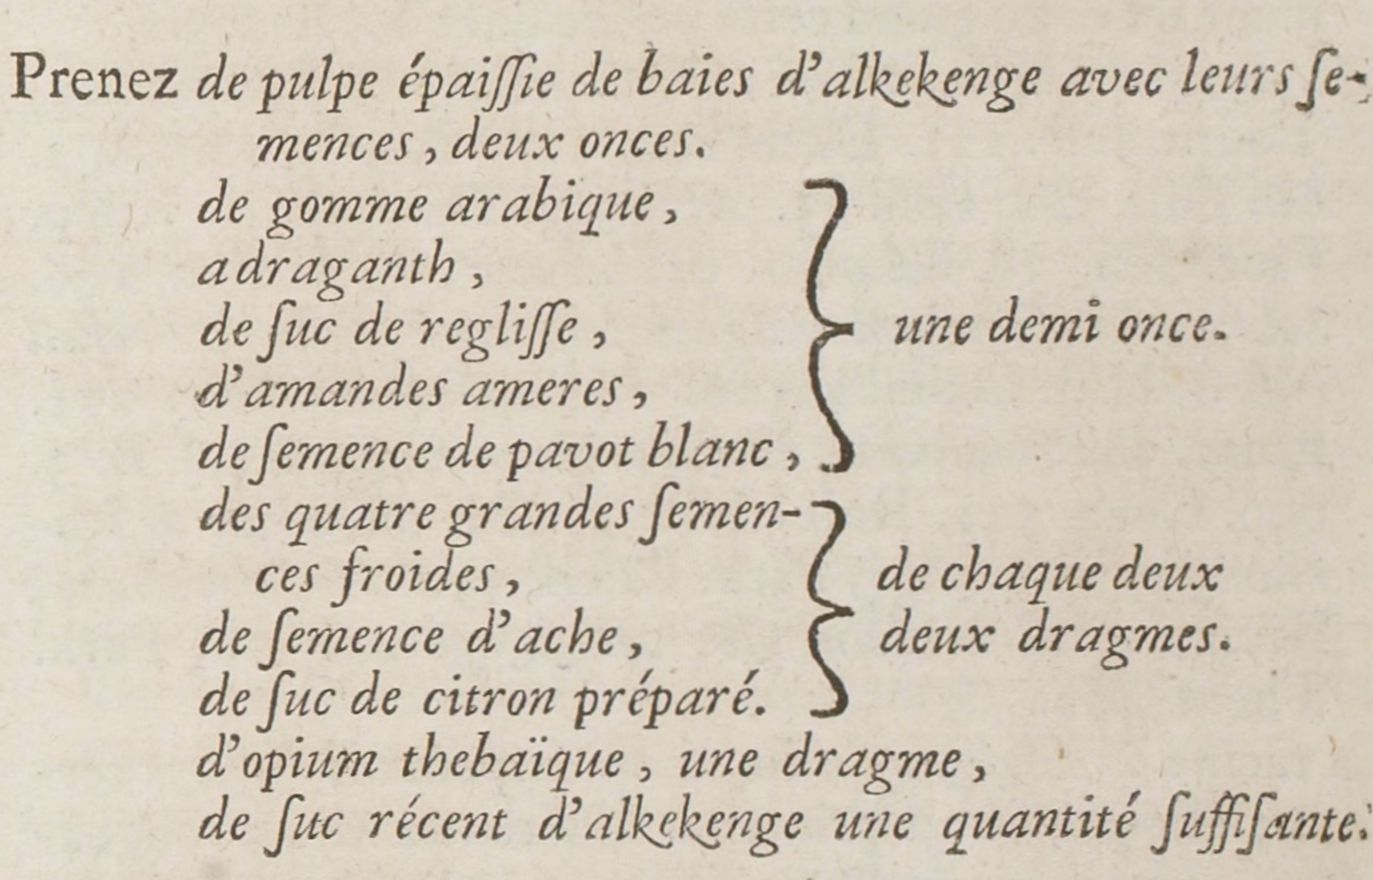 Prenez de pulpe épaiſſie de baies d'alkekenge avec leurs ſe-
mences, deux onces.
de gomme arabique,
adraganth,
de ſuc de regliſſe,
une demi once.
d'amandes ameres,
de ſemence de pavot blanc,
des quatre grandes ſemen-
ces froides,
de chaque deux
de ſemence d'ache,
deux dragmes.
de ſuc de citron préparé.
d'opium thebaïque, une dragme,
de ſuc récent d'alkekenge une quantité ſuffiſante.